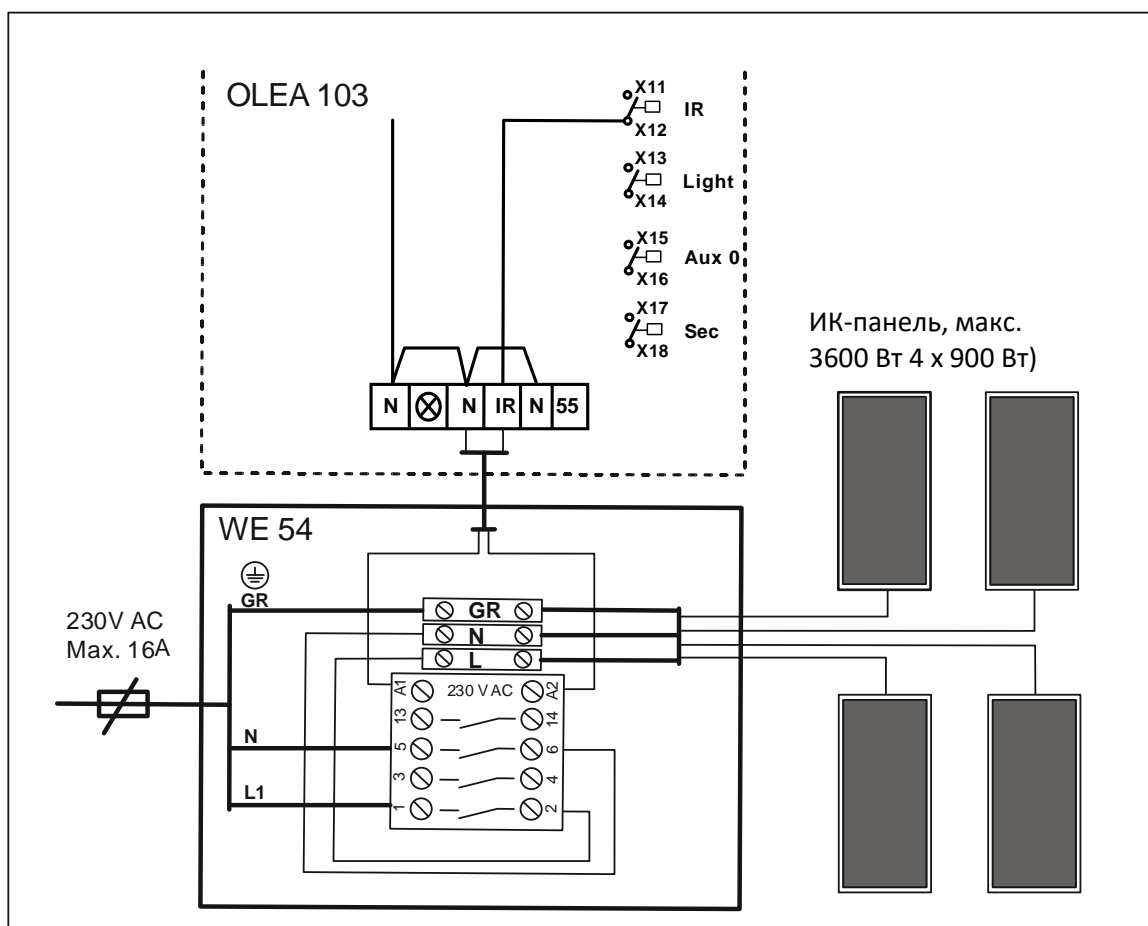 OLEA 103
X11
IR
X12
X13
Light
X14
X15
Aux 0
X16
X17
Sec
X18
ИК-панель, макс.
3600 Вт 4 x 900 Вт)
N N IR N 55
WE 54
GR
230V AC
Max. 16A
GR
N
L
A1 230 V AC A2
13 14
N
5 6
3 4
L1
1 2